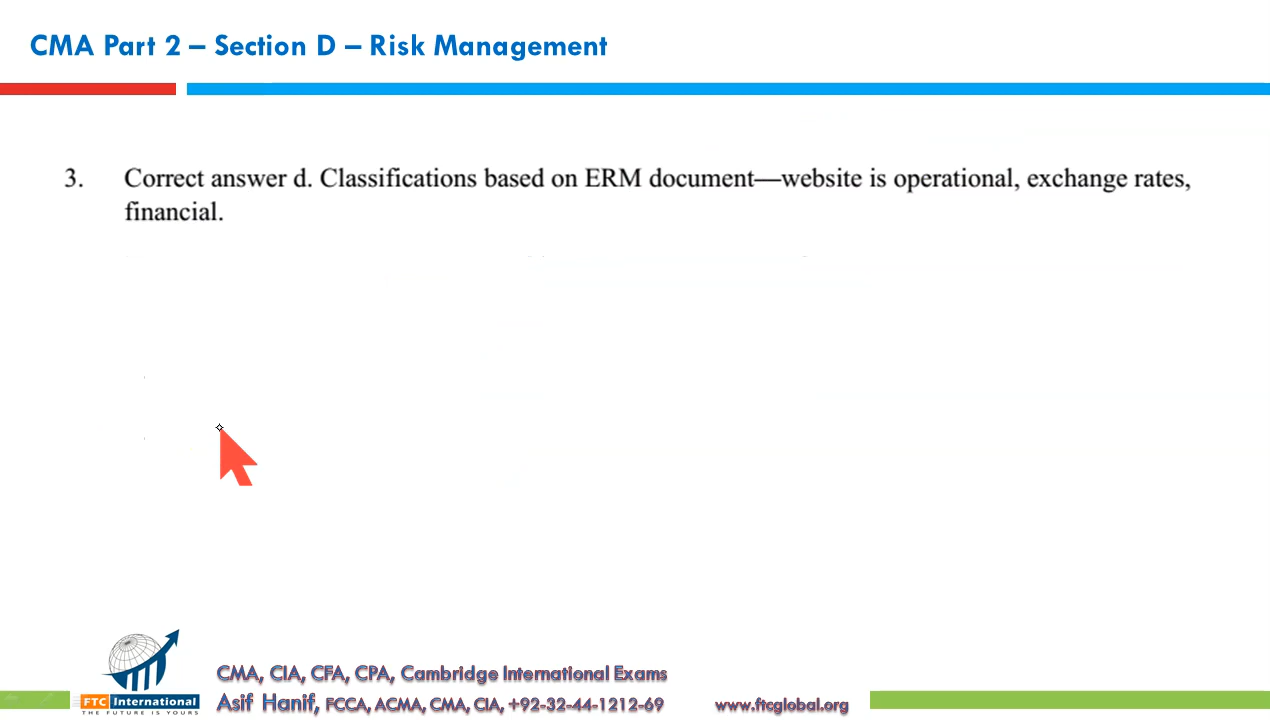 CMA Part 2 – Section D – Risk Management
3. Correct answer d. Classifications based on ERM document—website is operational, exchange rates,
financial.
CMA, CIA, CFA, CPA, Cambridge International Exams
FTC International
Asif Hanif, FCCA, ACMA, CMA, CIA, +92-32-44-1212-69 www.ftcglobal.org
THE FUTURE IS YOURS